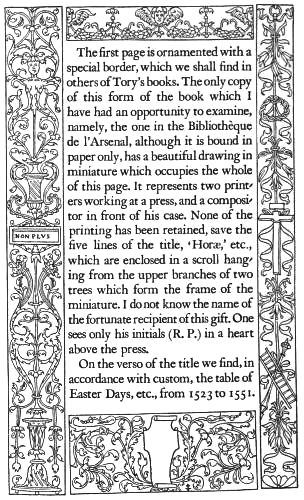 The first page is ornamented with a
special border, which we shall find in
others of Tory's books. The only copy
of this form of the book which I
have had an opportunity to examine,
namely, the one in the Bibliothèque
de l'Arsenal, although it is bound in
paper only, has a beautiful drawing in
miniature which occupies the whole
of this page. It represents two print-
ers working at a press, and a composi-
tor in front of his case. None of the
printing has been retained, save the
five lines of the title, 'Horæ,' etc.,
which are enclosed in a scroll hang-
ing from the upper branches of two
trees which form the frame of the
miniature. I do not know the name of
the fortunate recipient of this gift. One
sees only his initials (R. P.) in a heart
above the press.
On the verso of the title we find, in
accordance with custom, the table of
Easter Days, etc., from 1523 to 1551.
NON PLVS